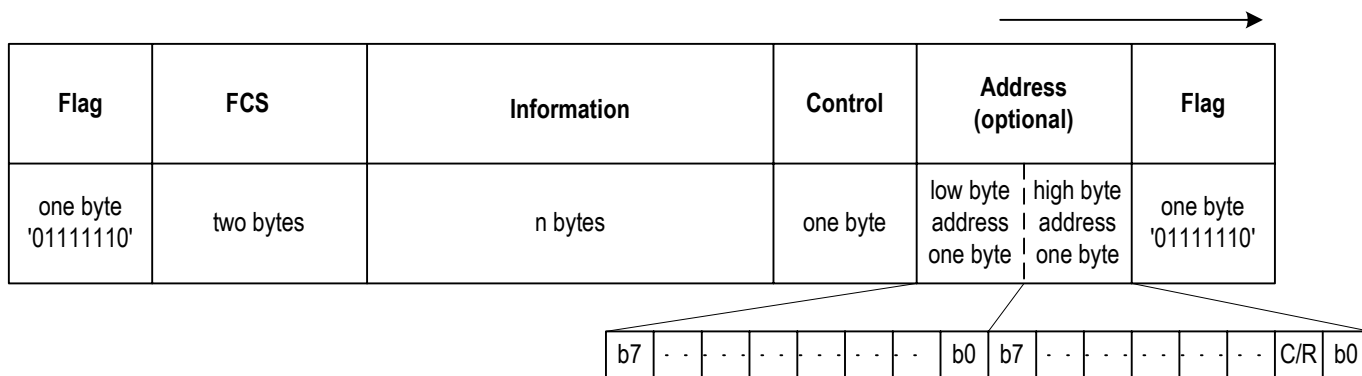 Flag
FCS
Information
Control
Address
(optional)
Flag
one byte
'01111110'
two bytes
n bytes
one byte
low byte
address
one byte
high byte
address
one byte
one byte
'01111110'
b7 - - - - - - - - - - - - b0 b7 - - - - - - - - - - C/R b0